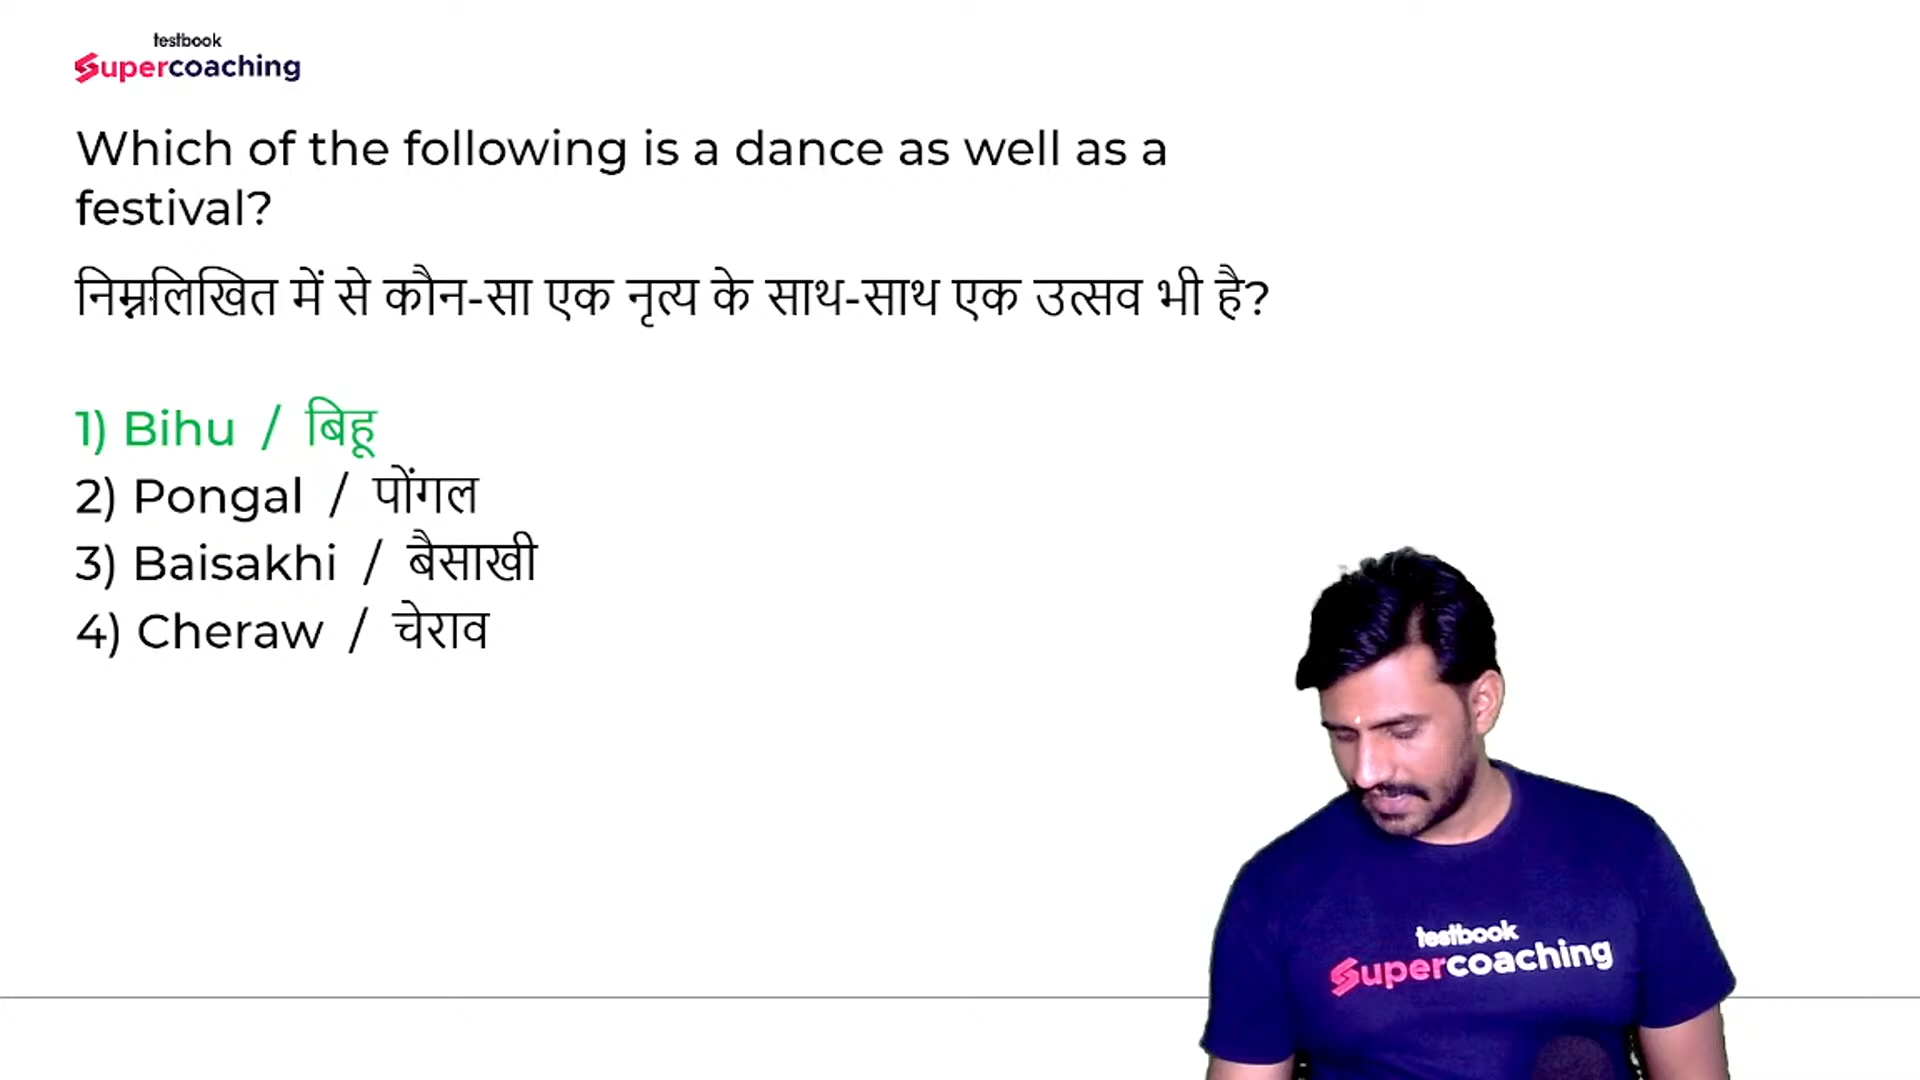 testbook
Supercoaching
Which of the following is a dance as well as a
festival?
निम्नलिखित में से कौन-सा एक नृत्य के साथ-साथ एक उत्सव भी है?
1) Bihu / बिहू
2) Pongal / पोंगल
3) Baisakhi / बैसाखी
4) Cheraw / चेराव
testbook
Supercoaching